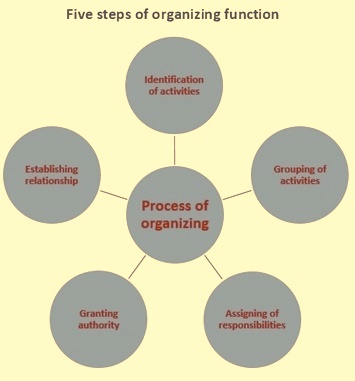 Five steps of organizing function
Identification
of activities
Grouping of
activities
Assigning of
responsibilities
Granting
authority
Establishing
relationship
Process of
organizing